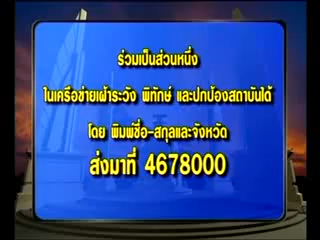 ร่วมเป็นส่วนหนึ่ง
ในเครือข่ายเฝ้าระวัง พิทักษ์ และปกป้องสถาบันได้
โดย พิมพ์ชื่อ-สกุลและจังหวัด
ส่งมาที่ 4678000